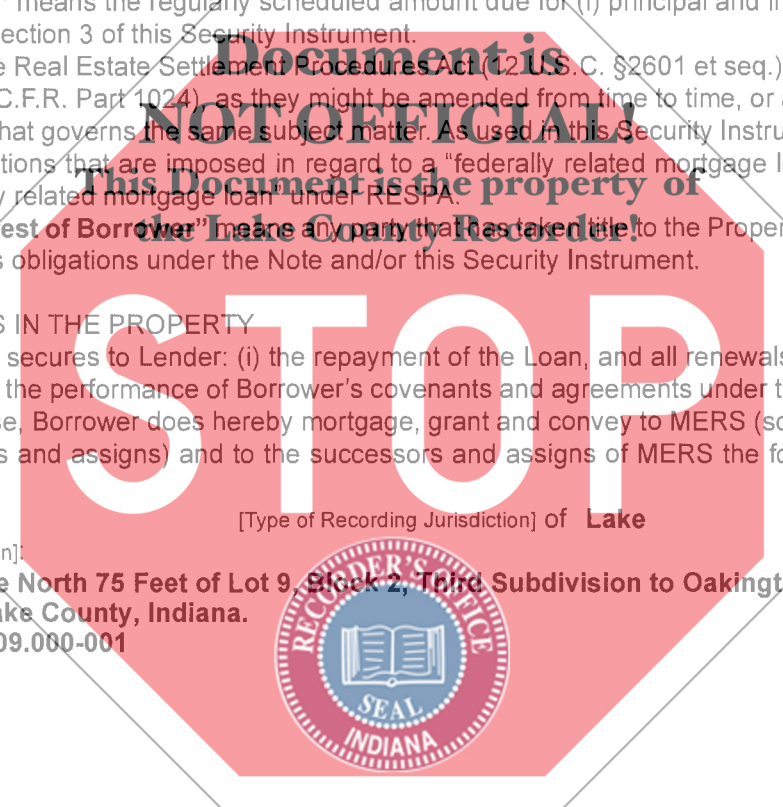 " means the regularly scheduled amount due for (i) principal and
ection 3 of this Security Instrument.
e Real Estate Settlement Procedures Act (12 U.S.C. §2601 et seq.)
C.F.R. Part 1024), as they might be amended from time to time, or
hat governs the same subject matter. As used in this Security Instru
tions that are imposed in regard to a “federally related mortgage l
y related mortgage loan” under RESPA.
est of Borrower” means any party that has taken title to the Proper
s obligations under the Note and/or this Security Instrument.
S IN THE PROPERTY
secures to Lender: (i) the repayment of the Loan, and all renewals
the performance of Borrower’s covenants and agreements under t
e, Borrower does hereby mortgage, grant and convey to MERS (so
s and assigns) and to the successors and assigns of MERS the fo
[Type of Recording Jurisdiction] of Lake
n]:
e North 75 Feet of Lot 9, Block 2, Third Subdivision to Oakingt
ake County, Indiana.
09.000-001
Document is
NOT OFFICIAL!
This Document is the property of
the Lake County Recorder!
STOP
RECORDER'S OFFICE
SEAL
INDIANA